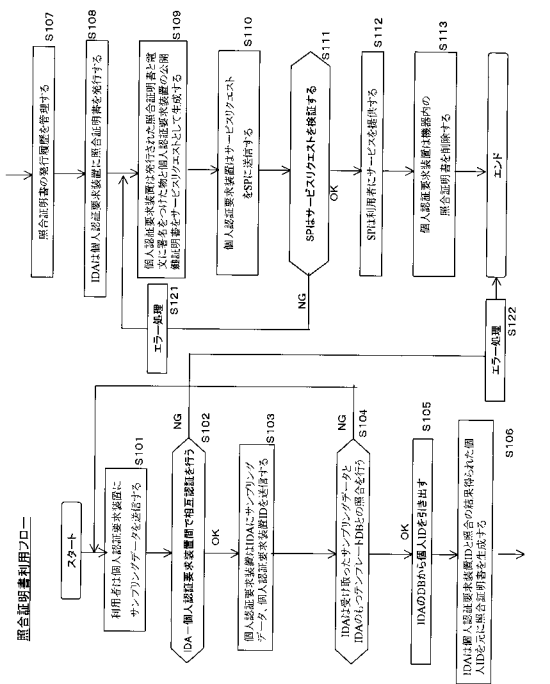 照合証明書利用フロー
スタート
利用者は個人認証要求装置に
サンプリングデータを送信する
S101
IDA－個人認証要求装置間で相互認証を行う
S102
NG
OK
個人認証要求装置はIDAにサンプリング
データ、個人認証要求装置IDを送信する
S103
IDAは受け取ったサンプリングデータと
IDAのもつテンプレートDBとの照合を行う
S104
NG
OK
IDAのDBから個人IDを引き出す
S105
IDAは個人認証要求装置IDと照合の結果得られた個
人IDを元に照合証明書を生成する
S106
照合証明書の発行履歴を管理する
S107
IDAは個人認証要求装置に照合証明書を発行する
S108
個人認証要求装置は発行された照合証明書と電
文に署名をつけた物と個人認証要求装置の公開
鍵証明書をサービスリクエストとして生成する
S109
個人認証要求装置はサービスリクエスト
をSPに送信する
S110
SPはサービスリクエストを検証する
S111
NG
OK
エラー処理
S121
SPは利用者にサービスを提供する
S112
個人認証要求装置は機器内の
照合証明書を削除する
S113
エラー処理
S122
エンド